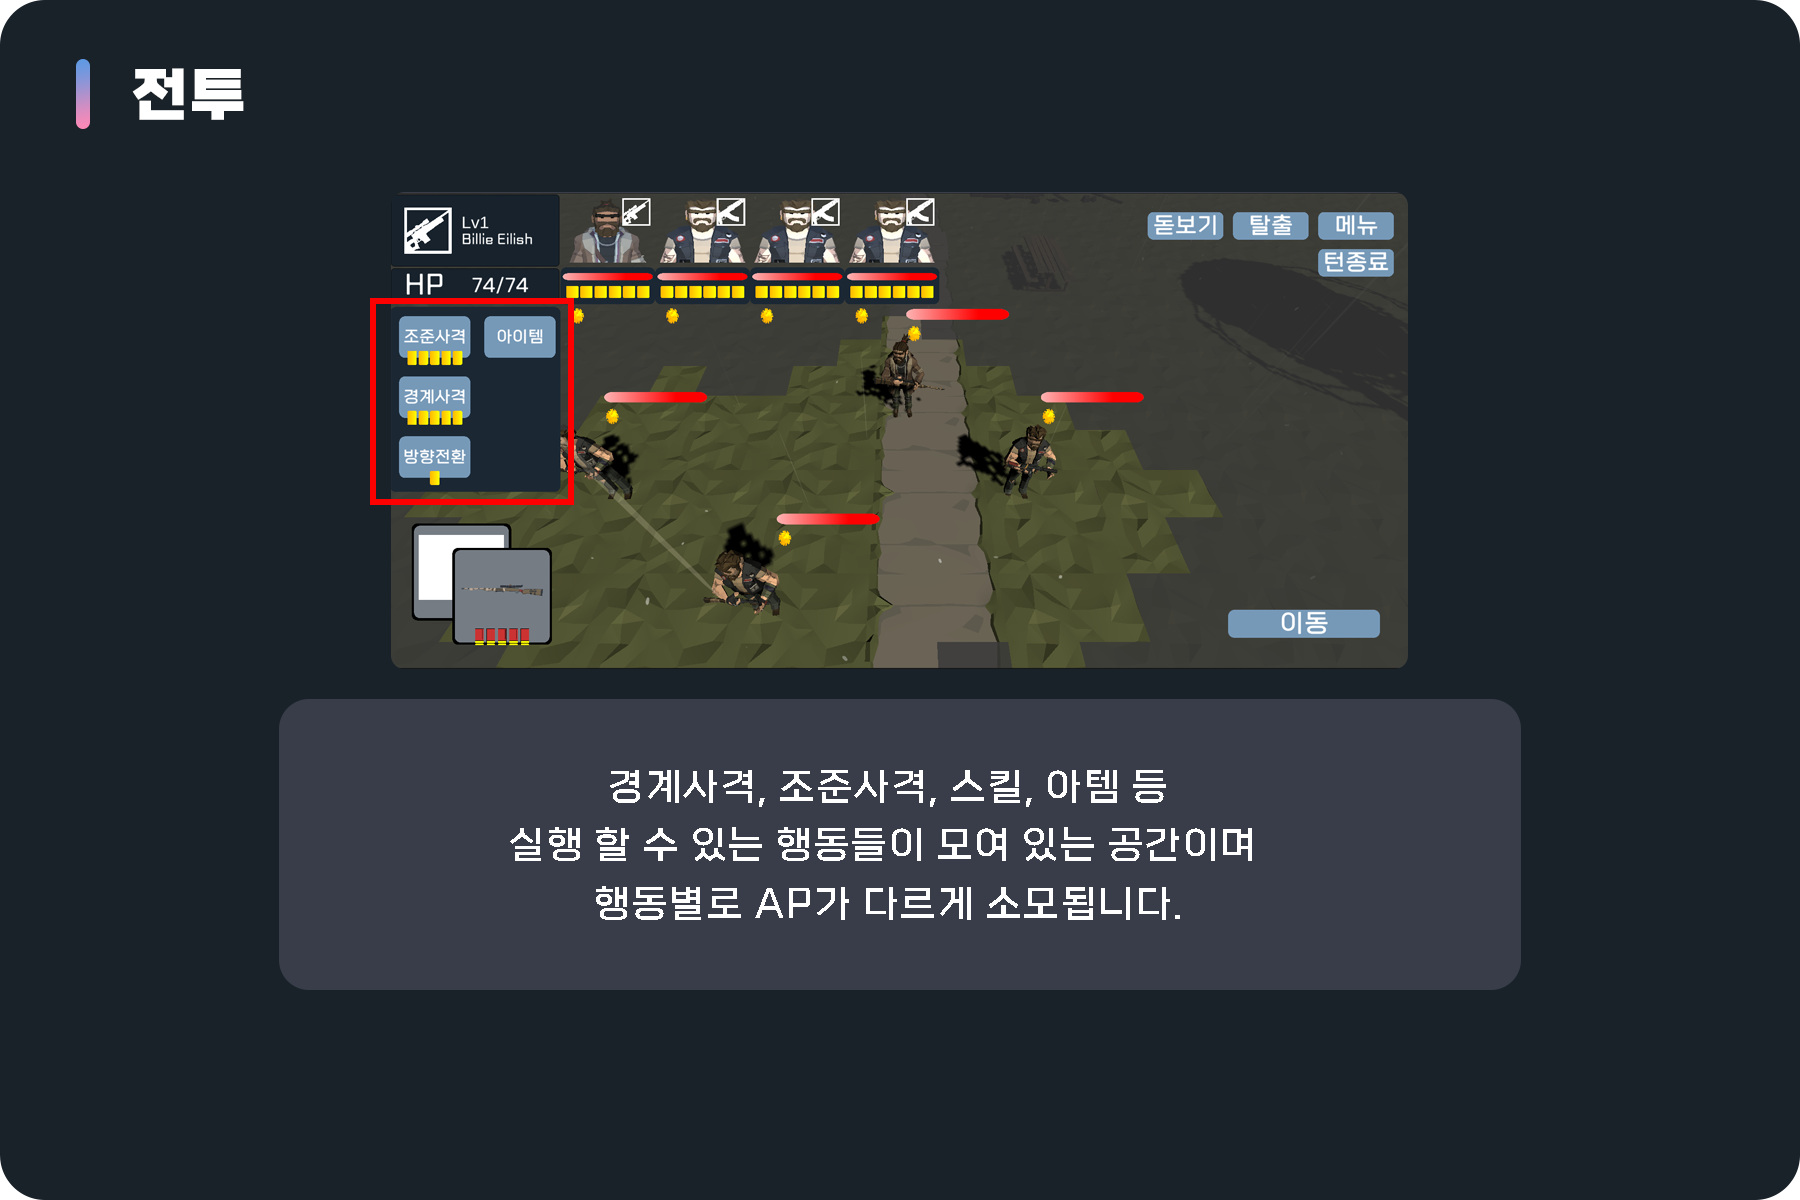 전투
Lv1
Billie Eilish
HP 74/74
돋보기 탈출 메뉴
턴종료
조준사격 아이템
경계사격
방향전환
이동
경계사격, 조준사격, 스킬, 아템 등
실행 할 수 있는 행동들이 모여 있는 공간이며
행동별로 AP가 다르게 소모됩니다.